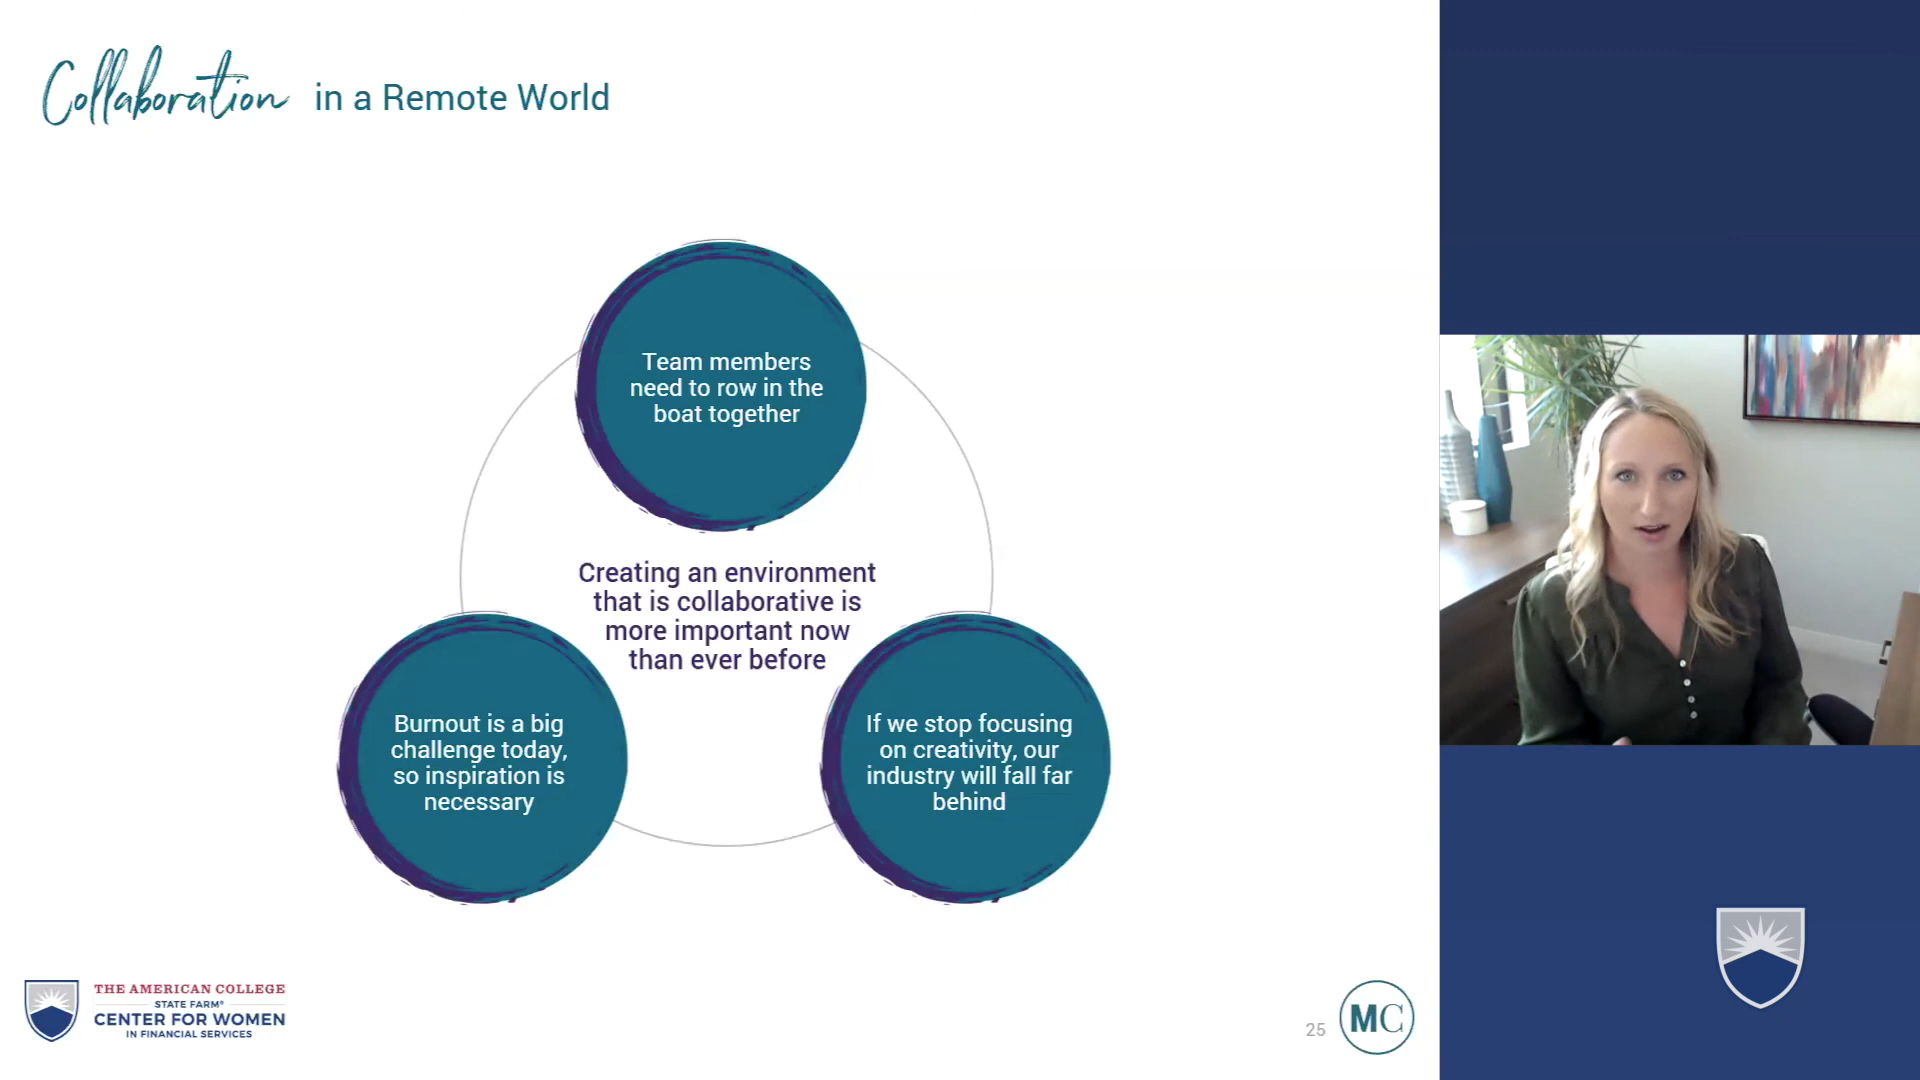 Collaboration in a Remote World
Team members
need to row in the
boat together
Creating an environment
that is collaborative is
more important now
than ever before
Burnout is a big
challenge today,
so inspiration is
necessary
If we stop focusing
on creativity, our
industry will fall far
behind
THE AMERICAN COLLEGE
STATE FARM®
CENTER FOR WOMEN
IN FINANCIAL SERVICES
25
MC